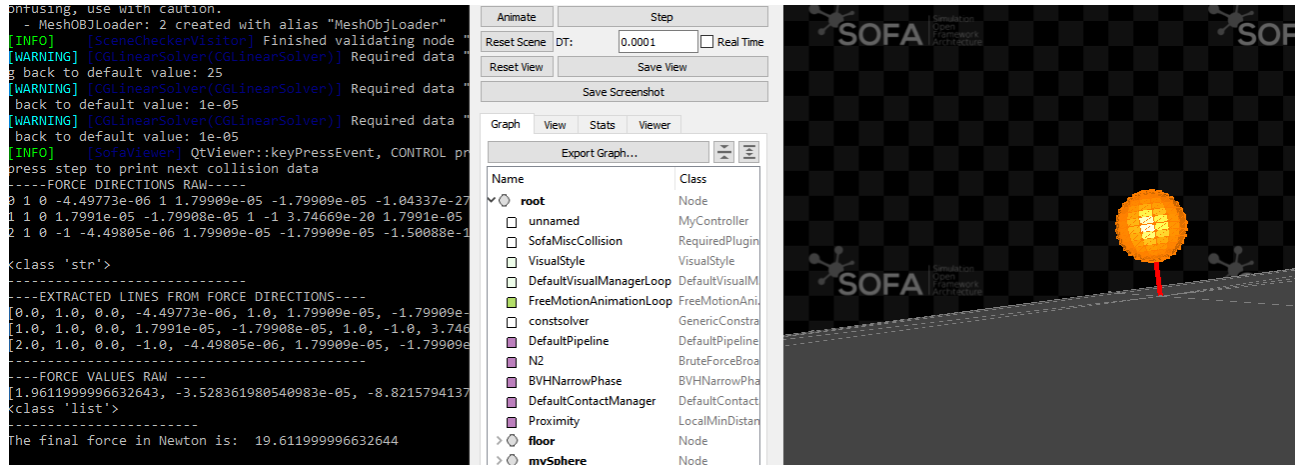 onfusing, use with caution.
- MeshOBJLoader: 2 created with alias "MeshObjLoader"
[INFO] [SceneCheckerVisitor] Finished validating node "
[WARNING] [CGLinearSolver(CGLinearSolver)] Required data "
g back to default value: 25
[WARNING] [CGLinearSolver(CGLinearSolver)] Required data "
back to default value: 1e-05
[WARNING] [CGLinearSolver(CGLinearSolver)] Required data "
back to default value: 1e-05
[INFO] [SofaViewer] QtViewer::keyPressEvent, CONTROL pr
press step to print next collision data
-----FORCE DIRECTIONS RAW-----
0 1 0 -4.49773e-06 1 1.79909e-05 -1.79909e-05 -1.04337e-27
1 1 0 1.7991e-05 -1.79908e-05 1 -1 3.74669e-20 1.7991e-05
2 1 0 -1 -4.49805e-06 1.79909e-05 -1.79909e-05 -1.50088e-1
<class 'str'>
----EXTRACTED LINES FROM FORCE DIRECTIONS----
[0.0, 1.0, 0.0, -4.49773e-06, 1.0, 1.79909e-05, -1.79909e-
[1.0, 1.0, 0.0, 1.7991e-05, -1.79908e-05, 1.0, -1.0, 3.746
[2.0, 1.0, 0.0, -1.0, -4.49805e-06, 1.79909e-05, -1.79909e
----FORCE VALUES RAW ----
[1.9611999996632643, -3.528361980540983e-05, -8.8215794137
<class 'list'>
The final force in Newton is: 19.611999996632644
Animate Step
Reset Scene DT: 0.0001 Real Time
Reset View Save View
Save Screenshot
Graph View Stats Viewer
Export Graph...
Name Class
root Node
unnamed MyController
SofaMiscCollision RequiredPlugin
VisualStyle VisualStyle
DefaultVisualManagerLoop DefaultVisualM
FreeMotionAnimationLoop FreeMotionAni
constsolver GenericConstra
DefaultPipeline DefaultPipeline
N2 BruteForceBroa
BVHNarrowPhase BVHNarrowPha
DefaultContactManager DefaultContact
Proximity LocalMinDistan
floor Node
mySphere Node
SOFA Simulation Open Framework Architecture
SOF
SOFA Simulation Open Framework Architecture